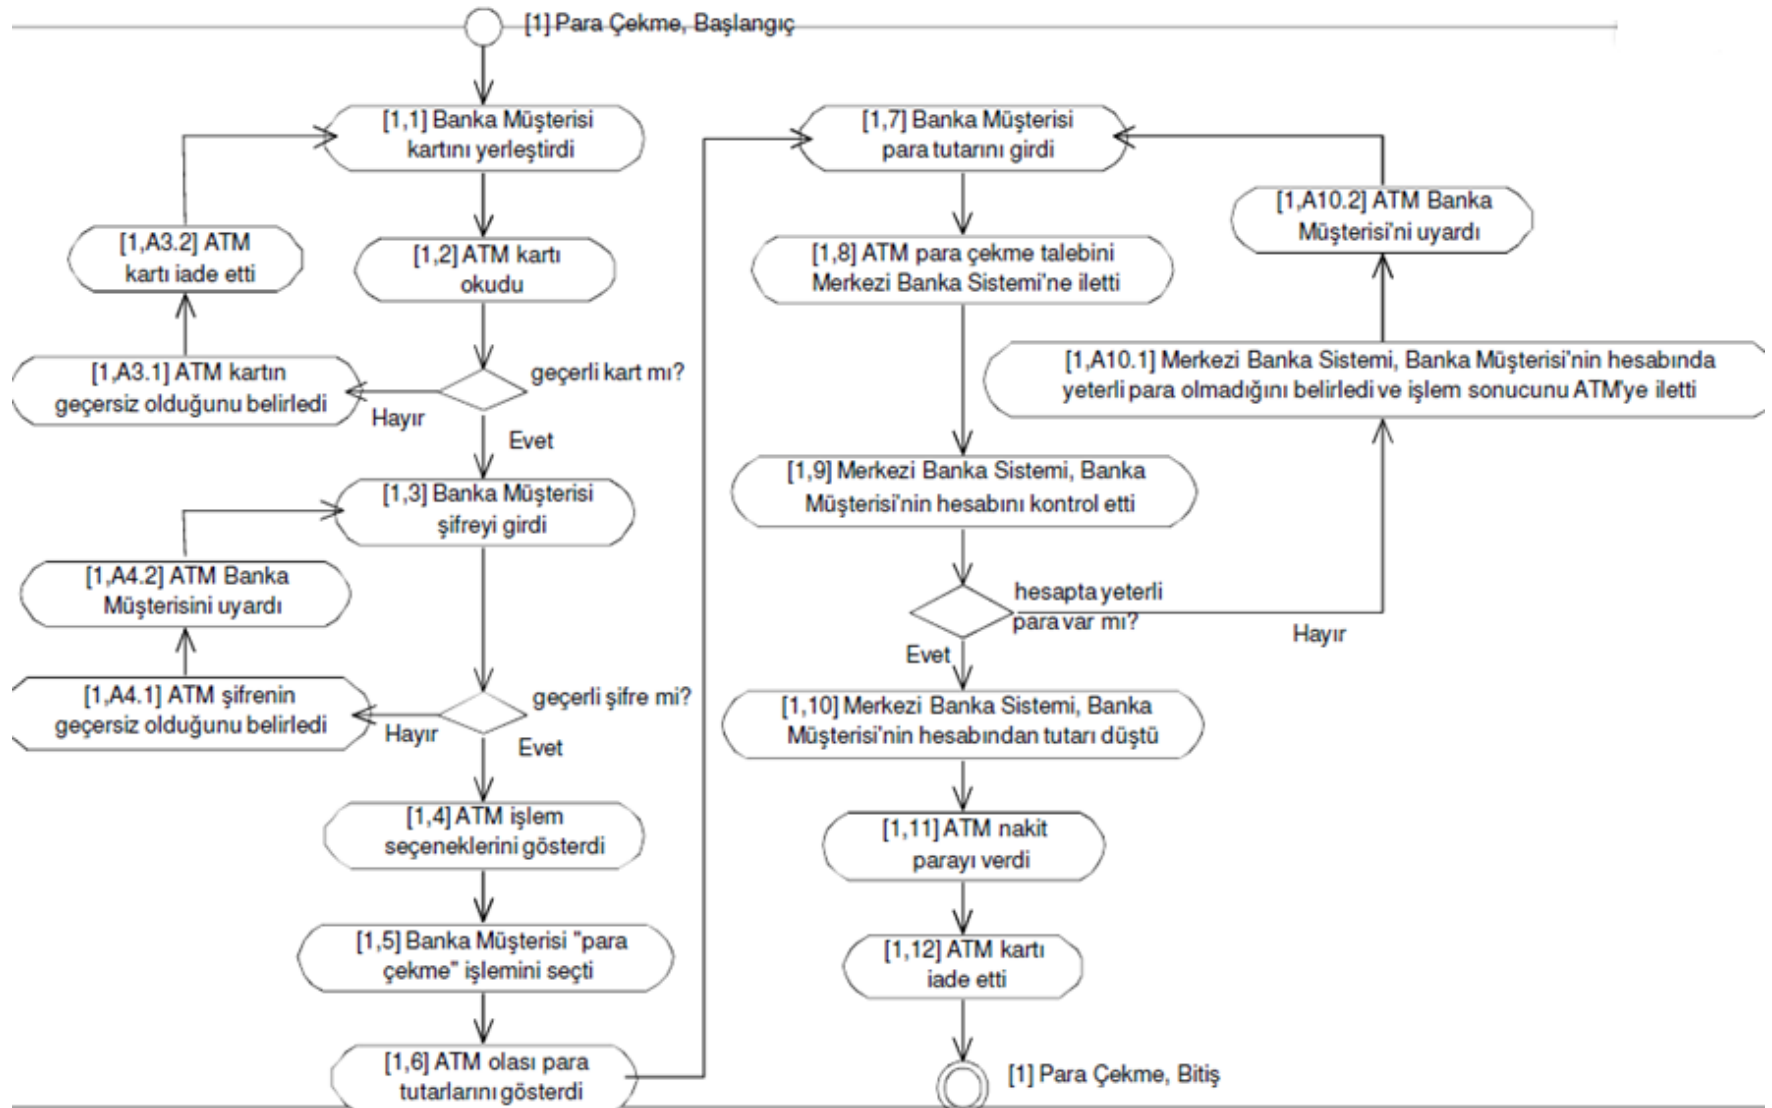 [1] Para Çekme, Başlangıç
[1,1] Banka Müşterisi
kartını yerleştirdi
[1,2] ATM kartı
okudu
geçerli kart mı?
Hayır
Evet
[1,A3.1] ATM kartın
geçersiz olduğunu belirledi
[1,A3.2] ATM
kartı iade etti
[1,3] Banka Müşterisi
şifreyi girdi
geçerli şifre mi?
Hayır
Evet
[1,A4.1] ATM şifrenin
geçersiz olduğunu belirledi
[1,A4.2] ATM Banka
Müşterisini uyardı
[1,4] ATM işlem
seçeneklerini gösterdi
[1,5] Banka Müşterisi "para
çekme" işlemini seçti
[1,6] ATM olası para
tutarlarını gösterdi
[1,7] Banka Müşterisi
para tutarını girdi
[1,8] ATM para çekme talebini
Merkezi Banka Sistemi'ne iletti
[1,9] Merkezi Banka Sistemi, Banka
Müşterisi'nin hesabını kontrol etti
hesapta yeterli
para var mı?
Hayır
Evet
[1,A10.1] Merkezi Banka Sistemi, Banka Müşterisi'nin hesabında
yeterli para olmadığını belirledi ve işlem sonucunu ATM'ye iletti
[1,A10.2] ATM Banka
Müşterisi'ni uyardı
[1,10] Merkezi Banka Sistemi, Banka
Müşterisi'nin hesabından tutarı düştü
[1,11] ATM nakit
parayı verdi
[1,12] ATM kartı
iade etti
[1] Para Çekme, Bitiş